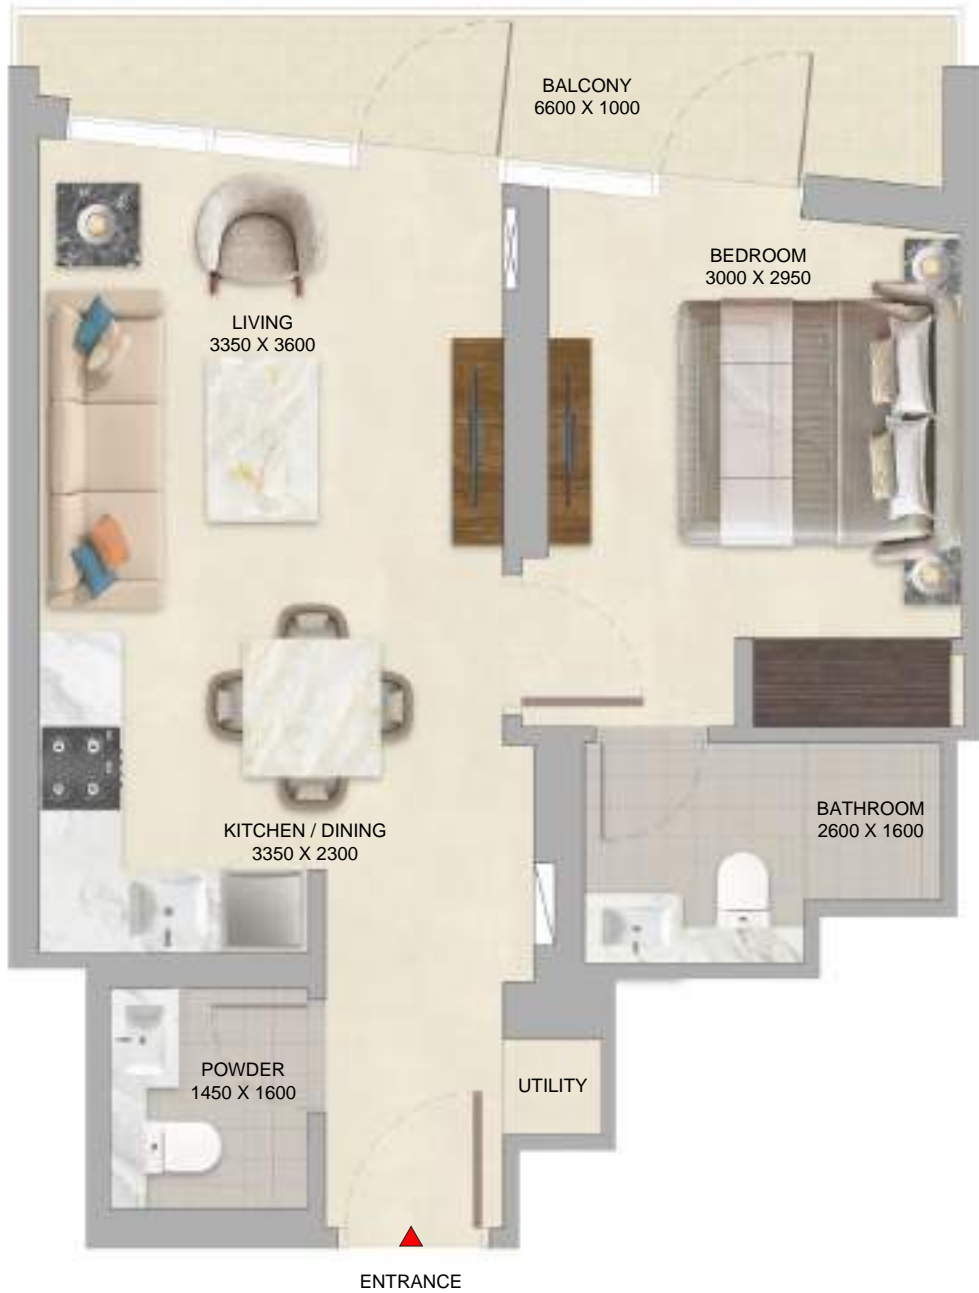 BALCONY
6600 X 1000
BEDROOM
3000 X 2950
LIVING
3350 X 3600
KITCHEN / DINING
3350 X 2300
BATHROOM
2600 X 1600
POWDER
1450 X 1600
UTILITY
ENTRANCE